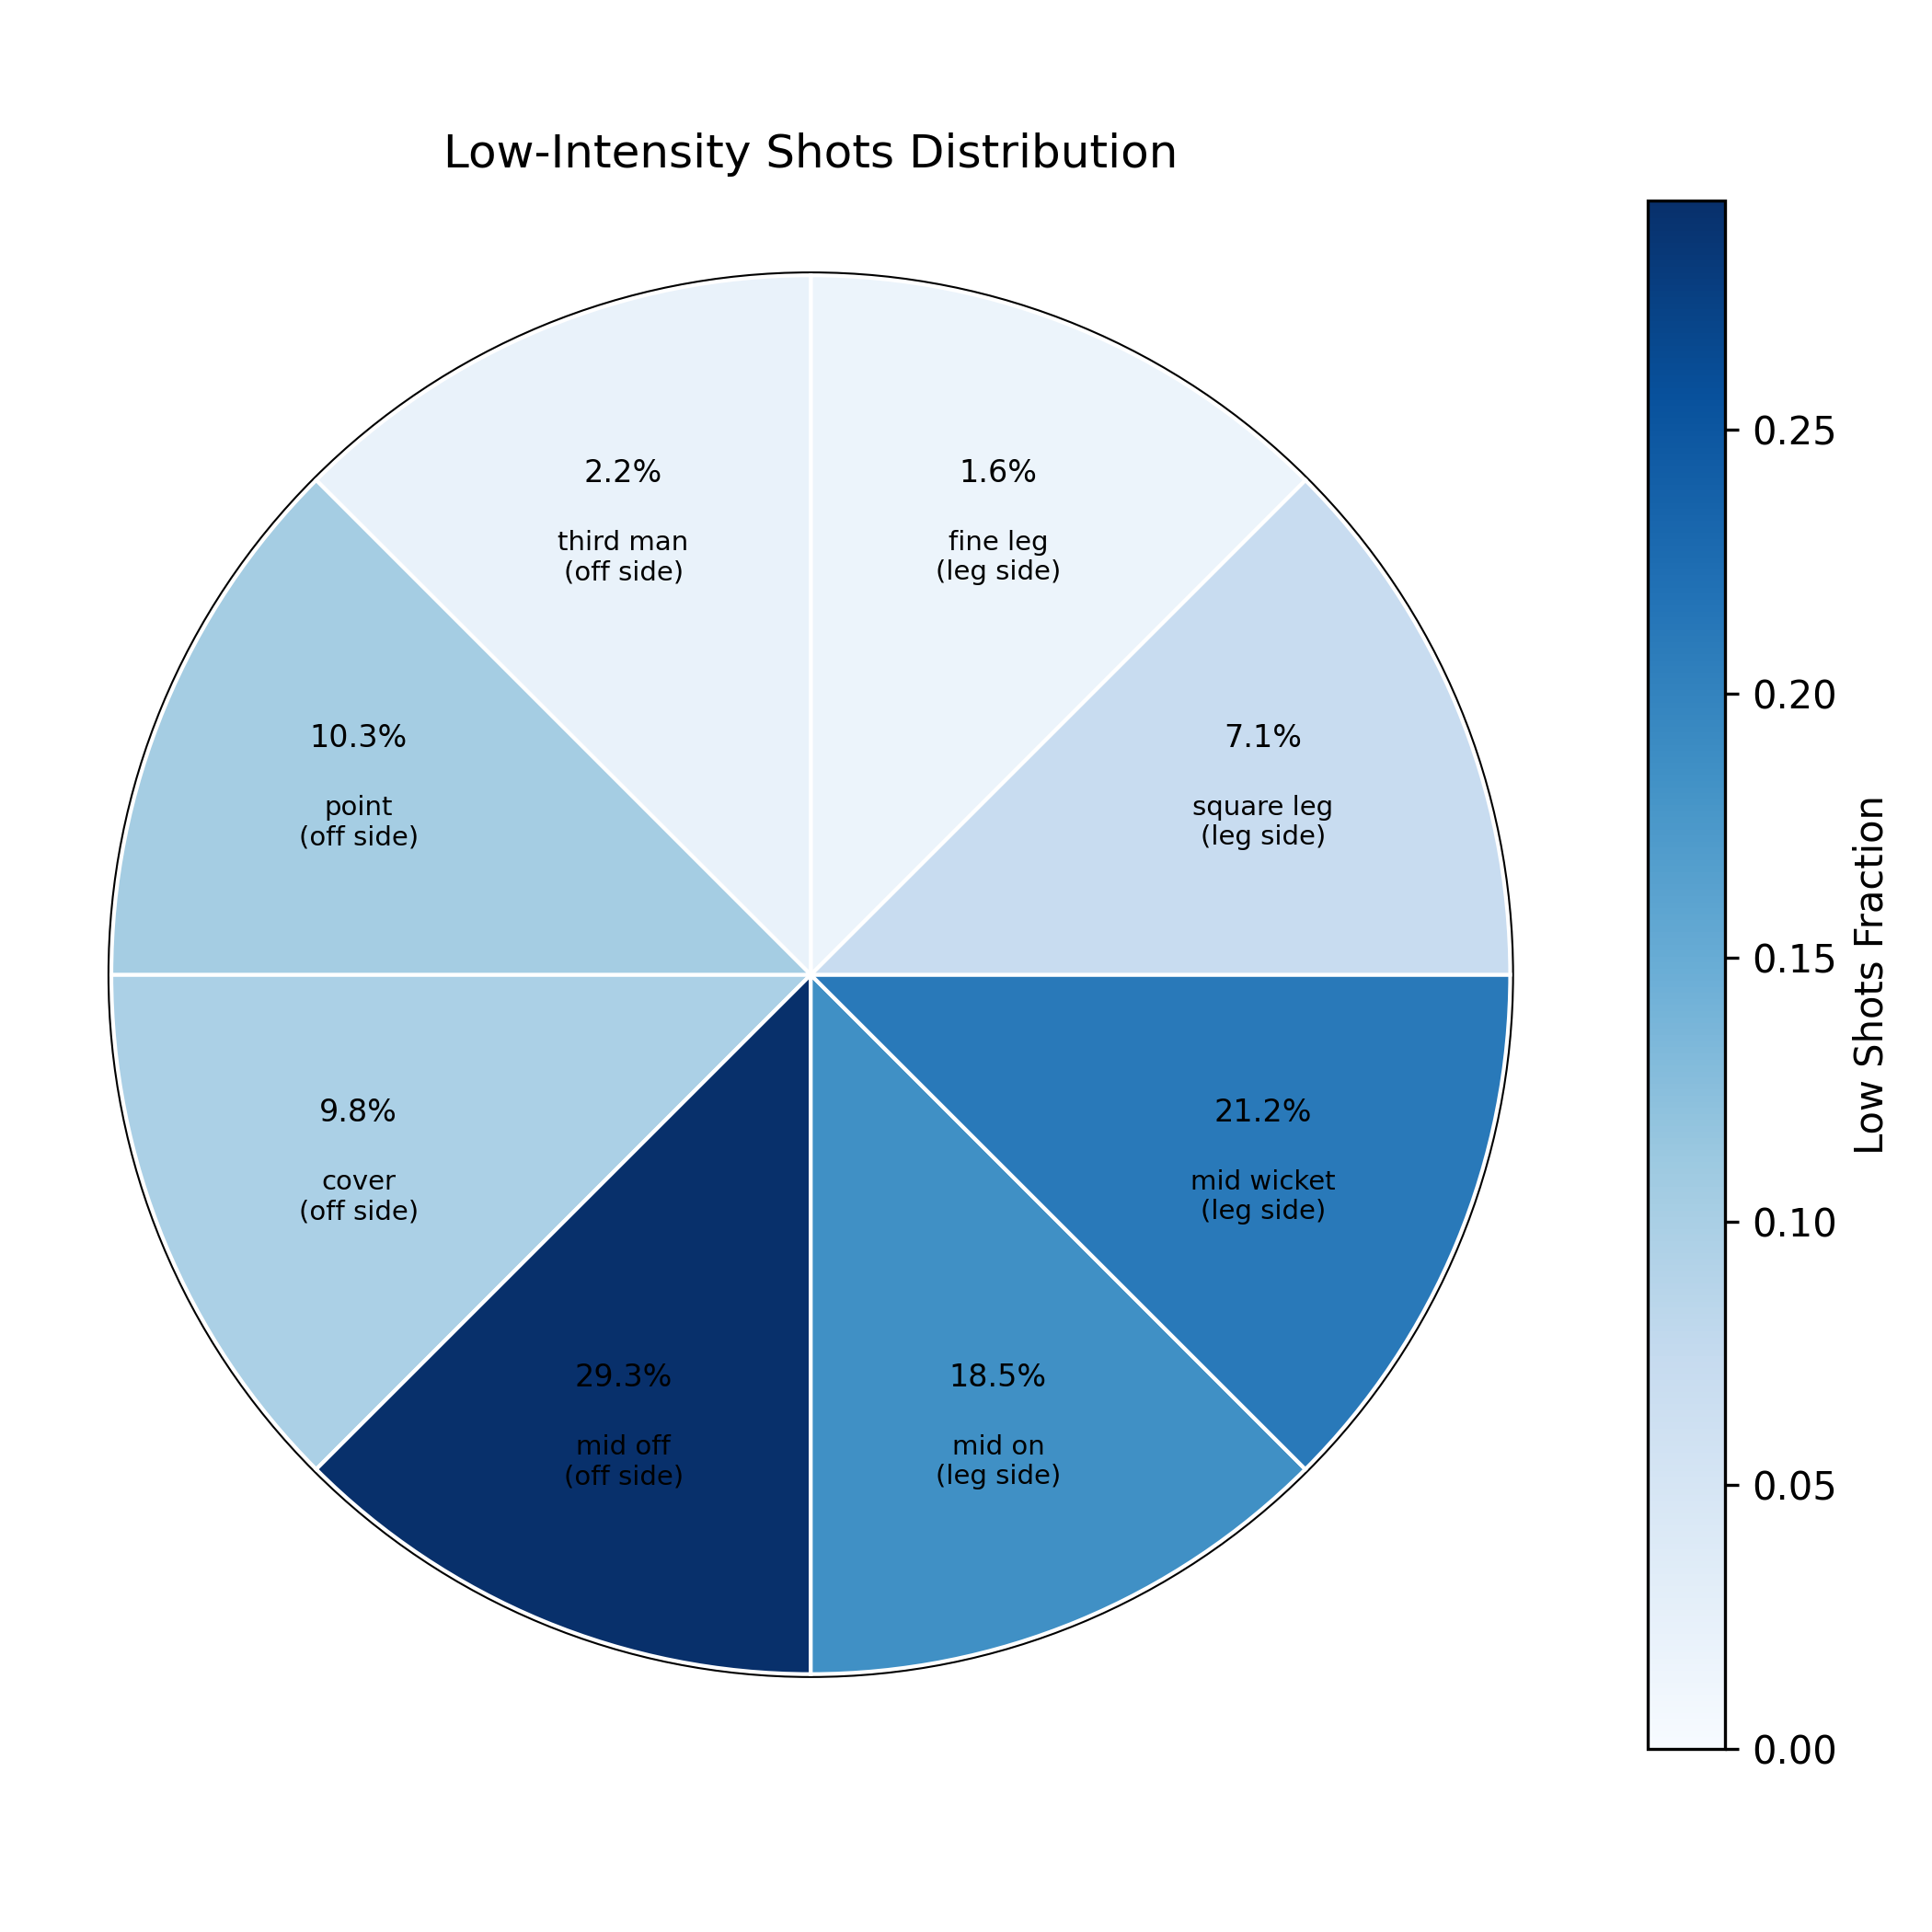 Low-Intensity Shots Distribution
2.2%
third man
(off side)
1.6%
fine leg
(leg side)
10.3%
point
(off side)
7.1%
square leg
(leg side)
9.8%
cover
(off side)
21.2%
mid wicket
(leg side)
29.3%
mid off
(off side)
18.5%
mid on
(leg side)
0.25
0.20
0.15
0.10
0.05
0.00
Low Shots Fraction